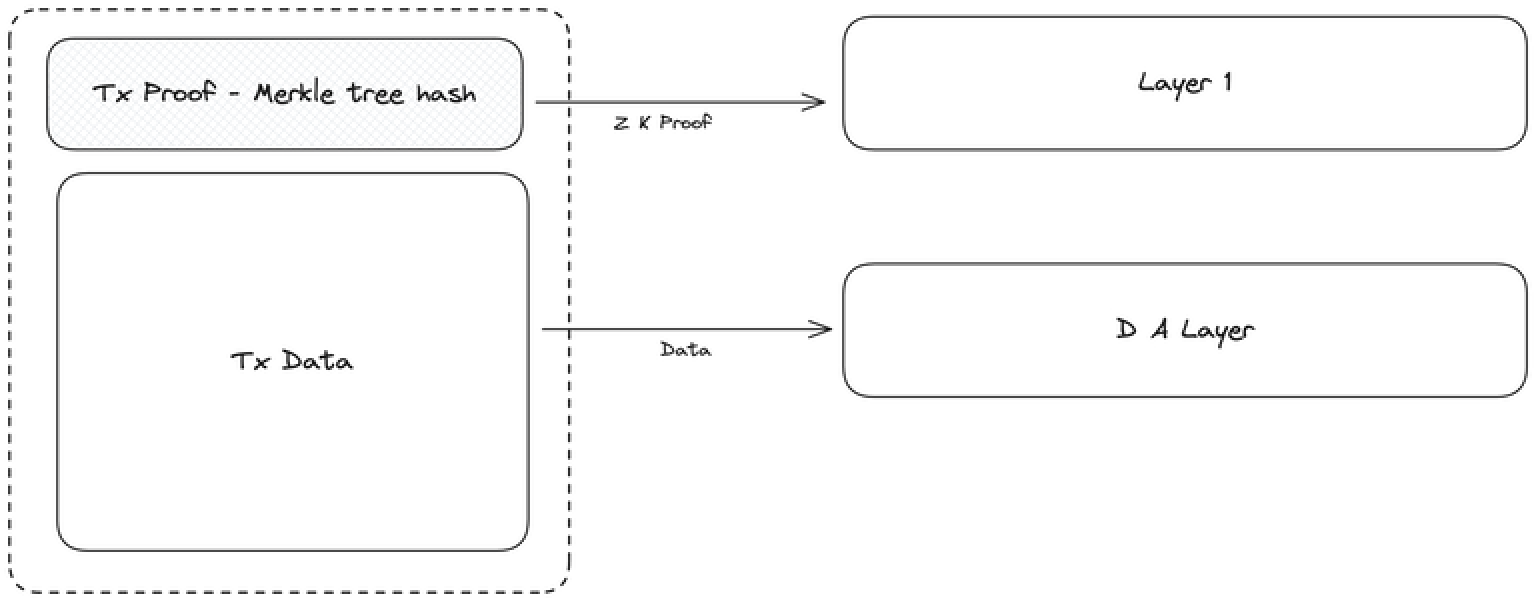 Tx Proof - Merkle tree hash
Z K Proof
Layer 1
Tx Data
Data
D A Layer